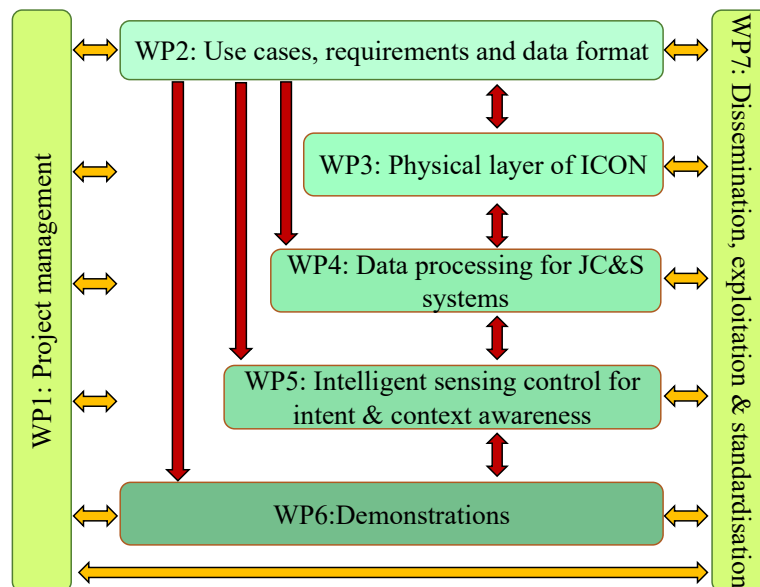 WP1: Project management
WP2: Use cases, requirements and data format
WP3: Physical layer of ICON
WP4: Data processing for JC&S
systems
WP5: Intelligent sensing control for
intent & context awareness
WP6:Demonstrations
WP7: Dissemination, exploitation & standardisation